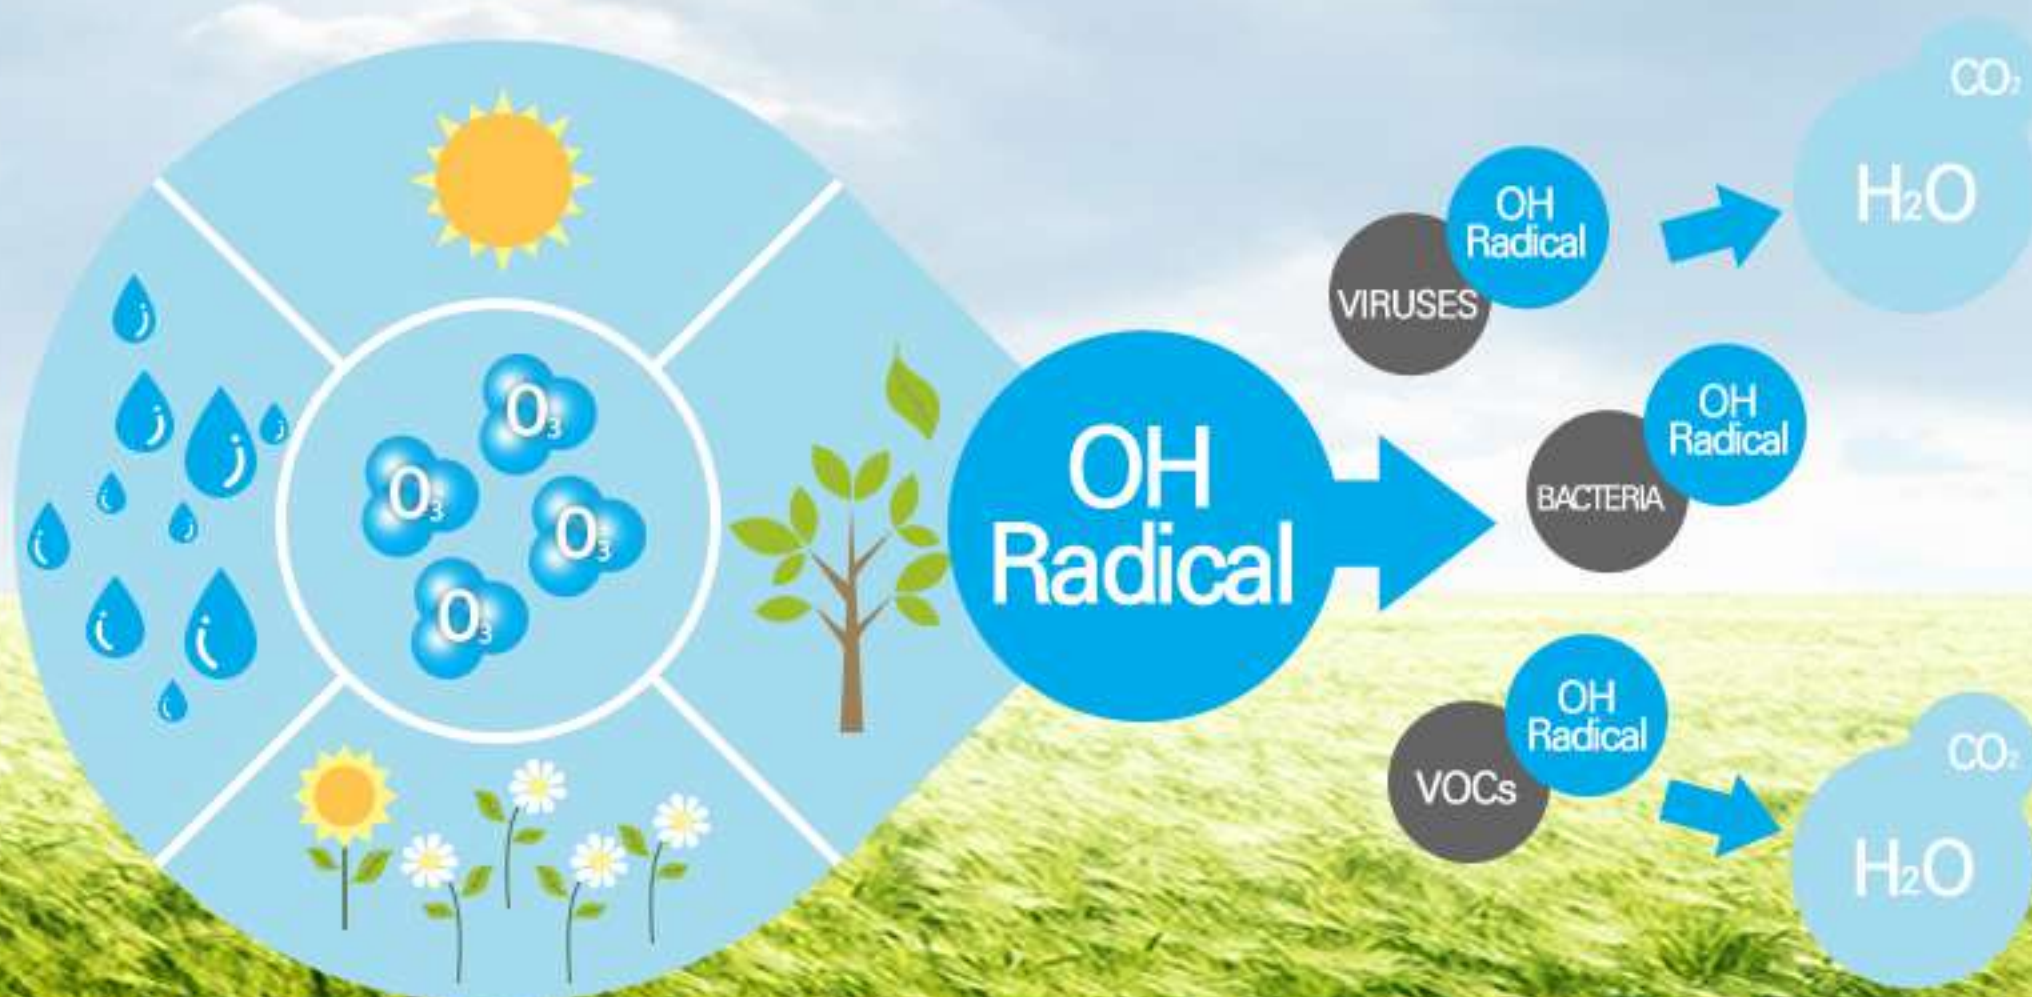 O₃
O₃
O₃
O₃
OH
Radical
VIRUSES
OH
Radical
CO₂
H₂O
BACTERIA
OH
Radical
VOCs
OH
Radical
CO₂
H₂O